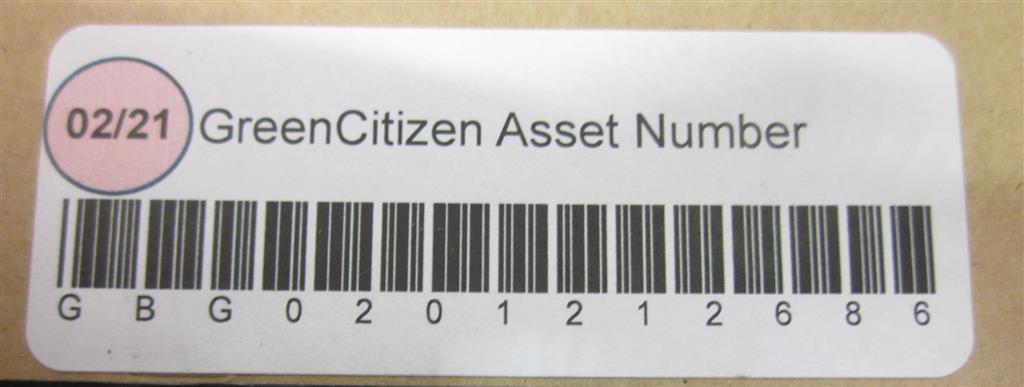 02/21 GreenCitizen Asset Number
G B G 0 2 0 1 2 1 2 6 8 6